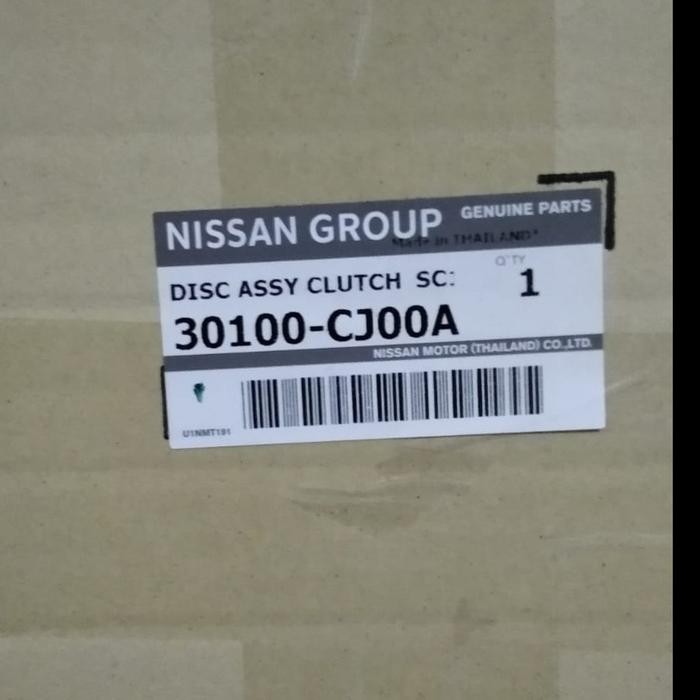 NISSAN GROUP GENUINE PARTS
Made in THAILAND"
DISC ASSY CLUTCH SC:
Q'TY
1
30100-CJ00A
NISSAN MOTOR (THAILAND) CO.,LTD.
U1NMT191